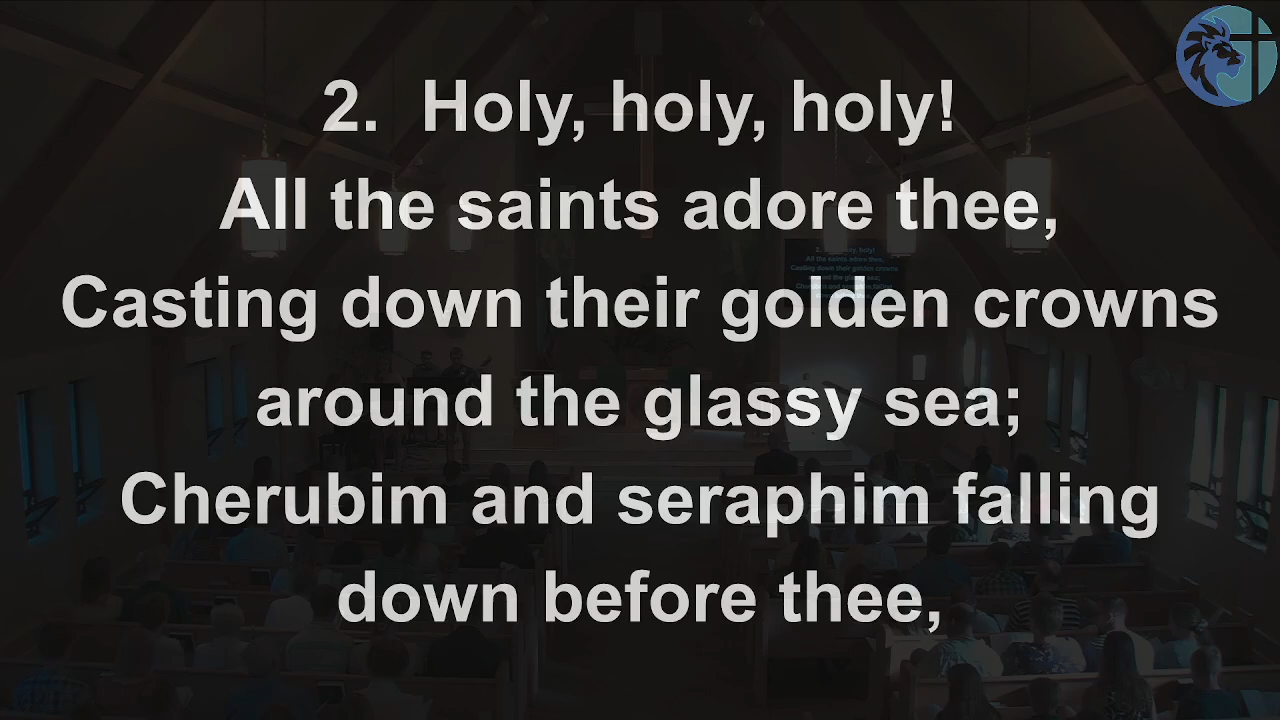 2. Holy, holy, holy!
All the saints adore thee,
Casting down their golden crowns
around the glassy sea;
Cherubim and seraphim falling
down before thee,